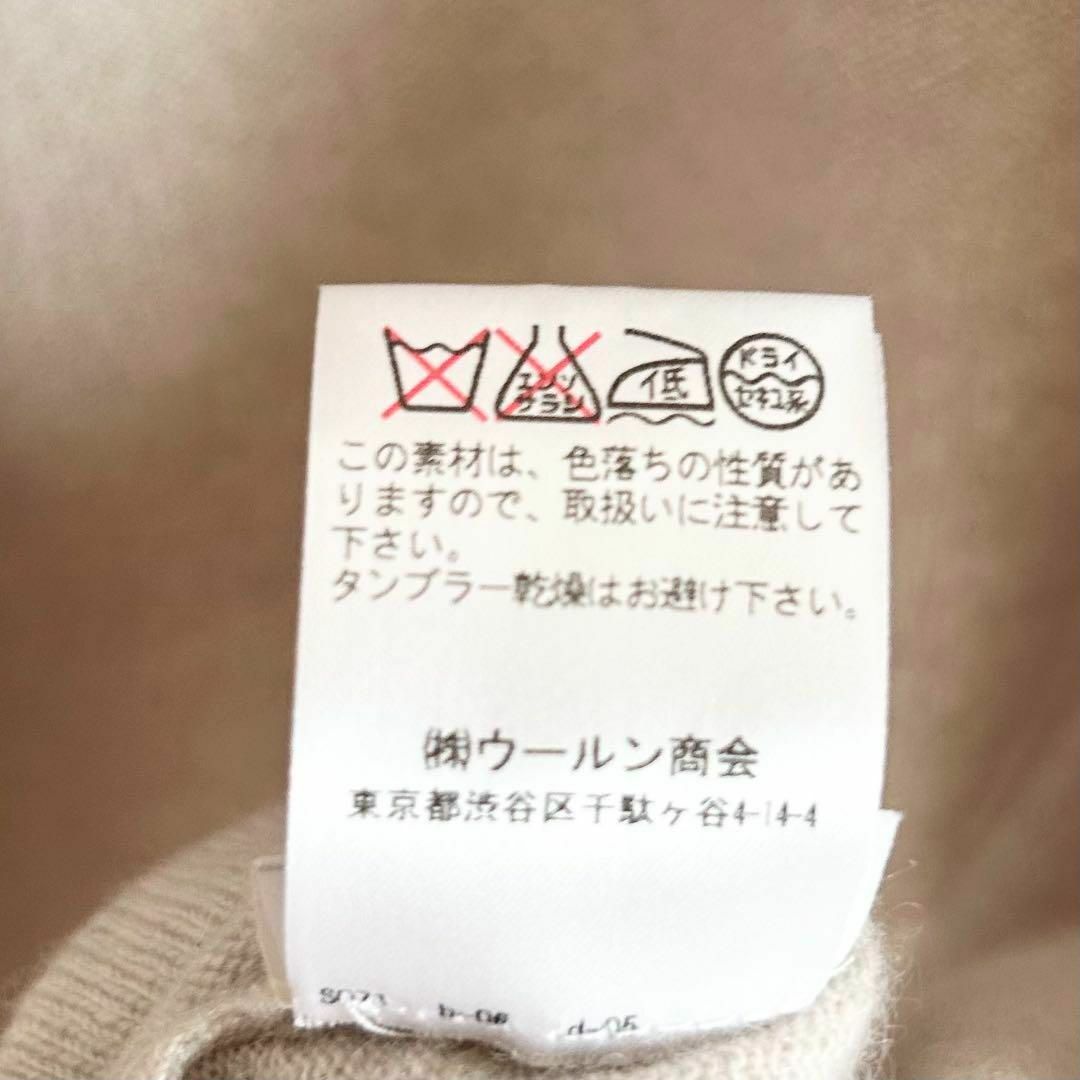 エンソ
サラシ
低
ドライ
セキユ系
この素材は、色落ちの性質があ
りますので、取扱いに注意して
下さい。
タンブラー乾燥はお避け下さい。
㈱ウールン商会
東京都渋谷区千駄ヶ谷4-14-4
d-05